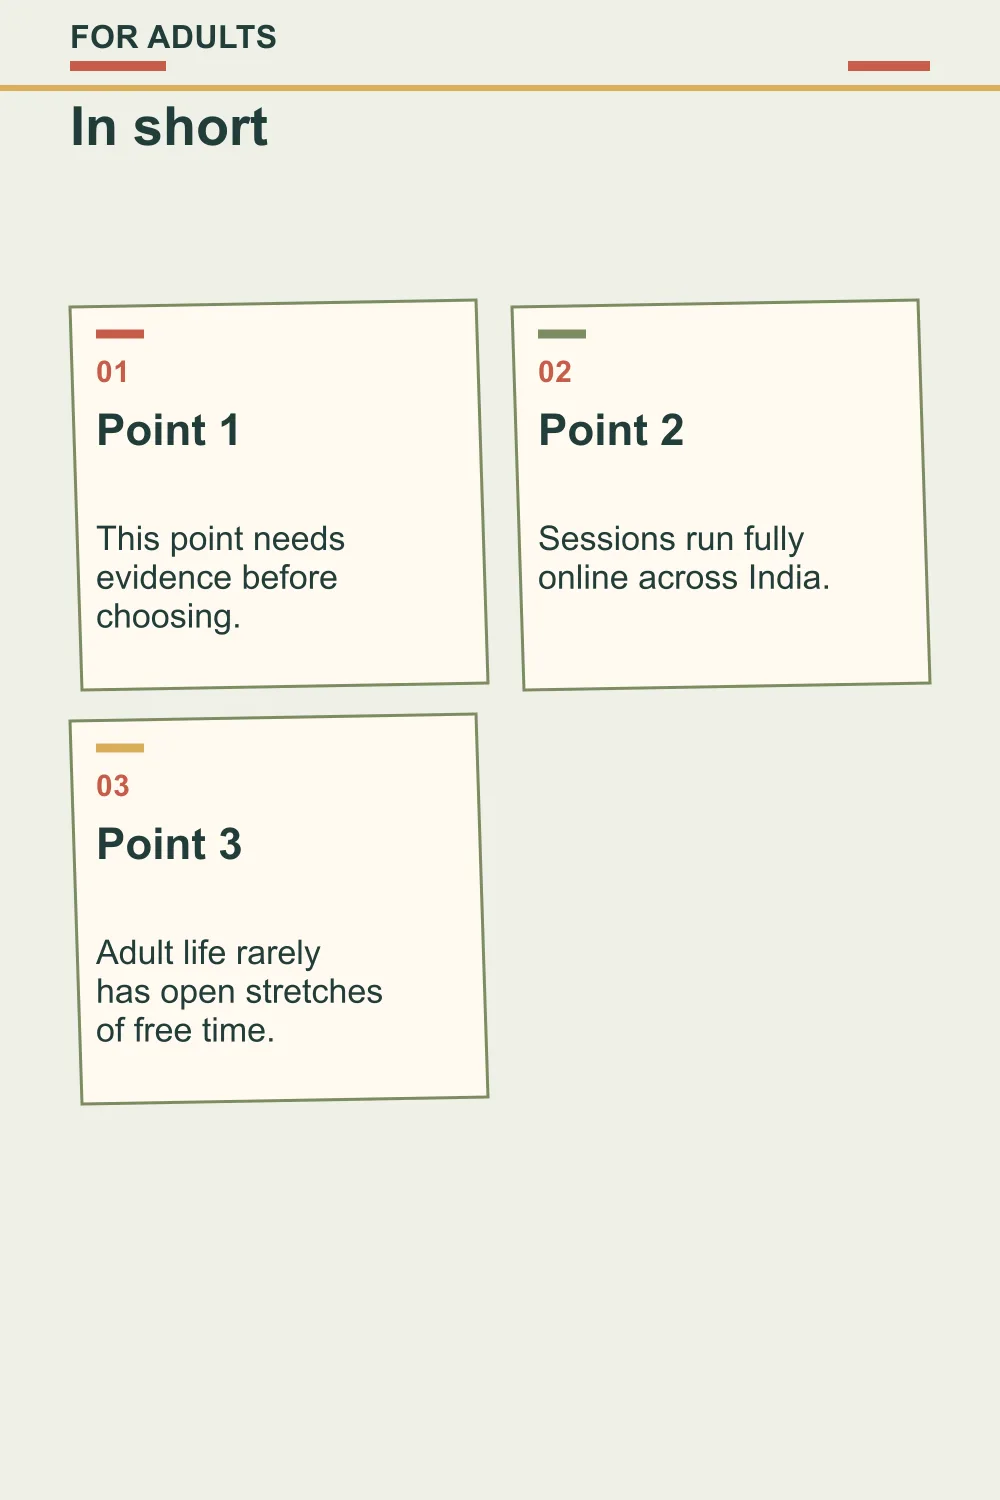 FOR ADULTS
In short
01
Point 1
This point needs
evidence before
choosing.
02
Point 2
Sessions run fully
online across India.
03
Point 3
Adult life rarely
has open stretches
of free time.